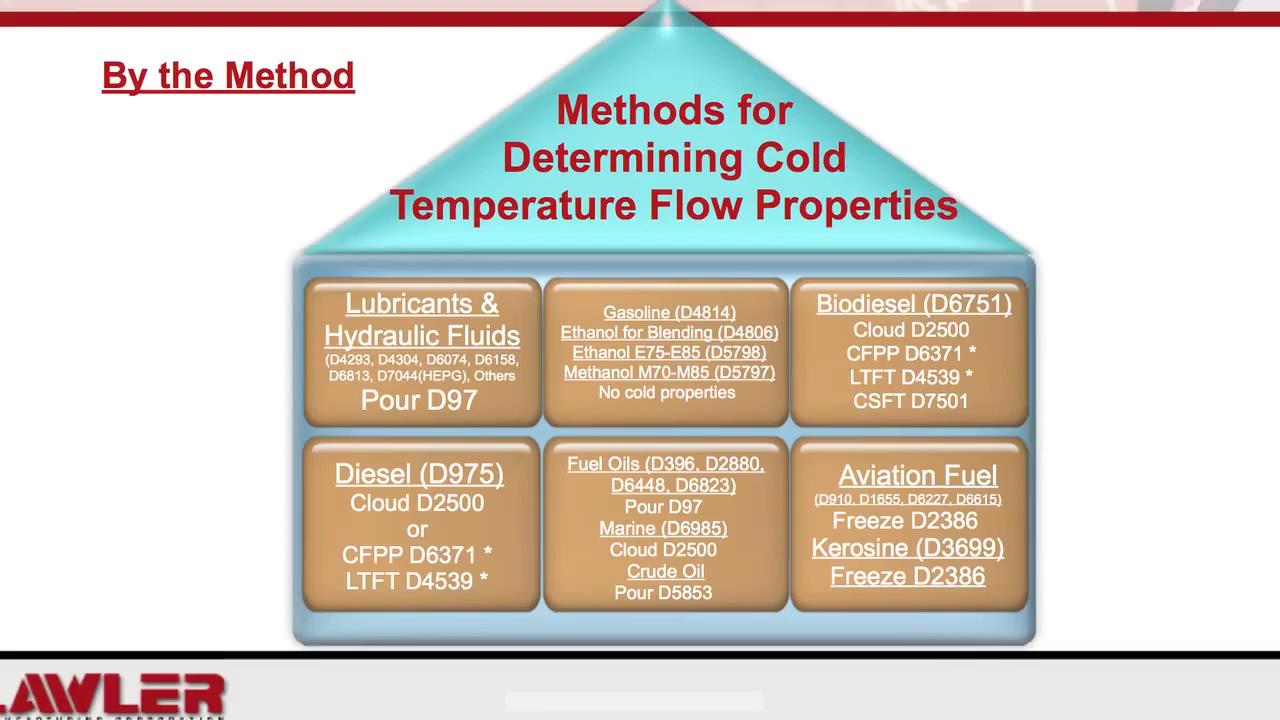 By the Method
Methods for
Determining Cold
Temperature Flow Properties
Lubricants &
Hydraulic Fluids
(D4293, D4304, D6074, D6158,
D6813, D7044(HEPG), Others
Pour D97
Gasoline (D4814)
Ethanol for Blending (D4806)
Ethanol E75-E85 (D5798)
Methanol M70-M85 (D5797)
No cold properties
Biodiesel (D6751)
Cloud D2500
CFPP D6371 *
LTFT D4539 *
CSFT D7501
Diesel (D975)
Cloud D2500
or
CFPP D6371 *
LTFT D4539 *
Fuel Oils (D396, D2880,
D6448, D6823)
Pour D97
Marine (D6985)
Cloud D2500
Crude Oil
Pour D5853
Aviation Fuel
(D910, D1655, D6227, D6615)
Freeze D2386
Kerosine (D3699)
Freeze D2386
LAWLER